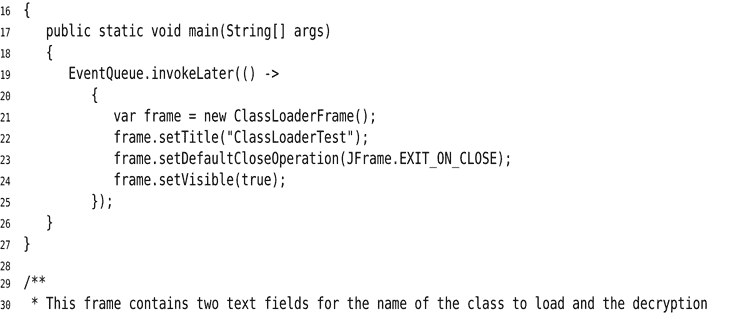 16 {
17    public static void main(String[] args)
18    {
19       EventQueue.invokeLater(() ->
20          {
21             var frame = new ClassLoaderFrame();
22             frame.setTitle("ClassLoaderTest");
23             frame.setDefaultCloseOperation(JFrame.EXIT_ON_CLOSE);
24             frame.setVisible(true);
25          });
26    }
27 }
28
29 /**
30  * This frame contains two text fields for the name of the class to load and the decryption